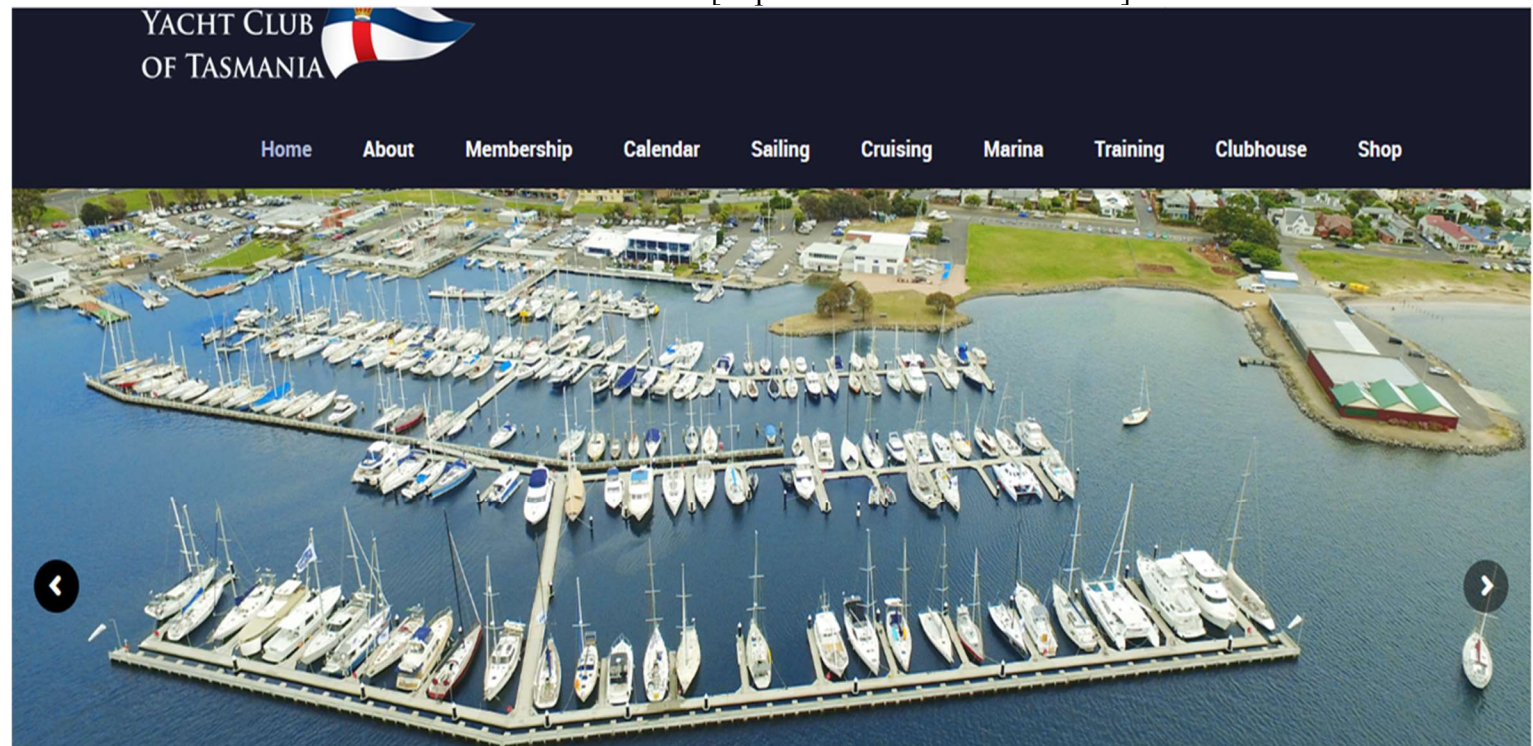 YACHT CLUB
OF TASMANIA
Home About Membership Calendar Sailing Cruising Marina Training Clubhouse Shop